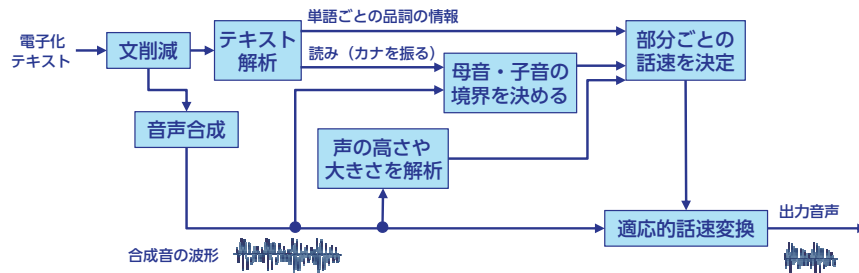 電子化
テキスト
文削減
テキスト
解析
単語ごとの品詞の情報
読み（カナを振る）
母音・子音の
境界を決める
部分ごとの
話速を決定
音声合成
声の高さや
大きさを解析
適応的話速変換
出力音声
合成音の波形